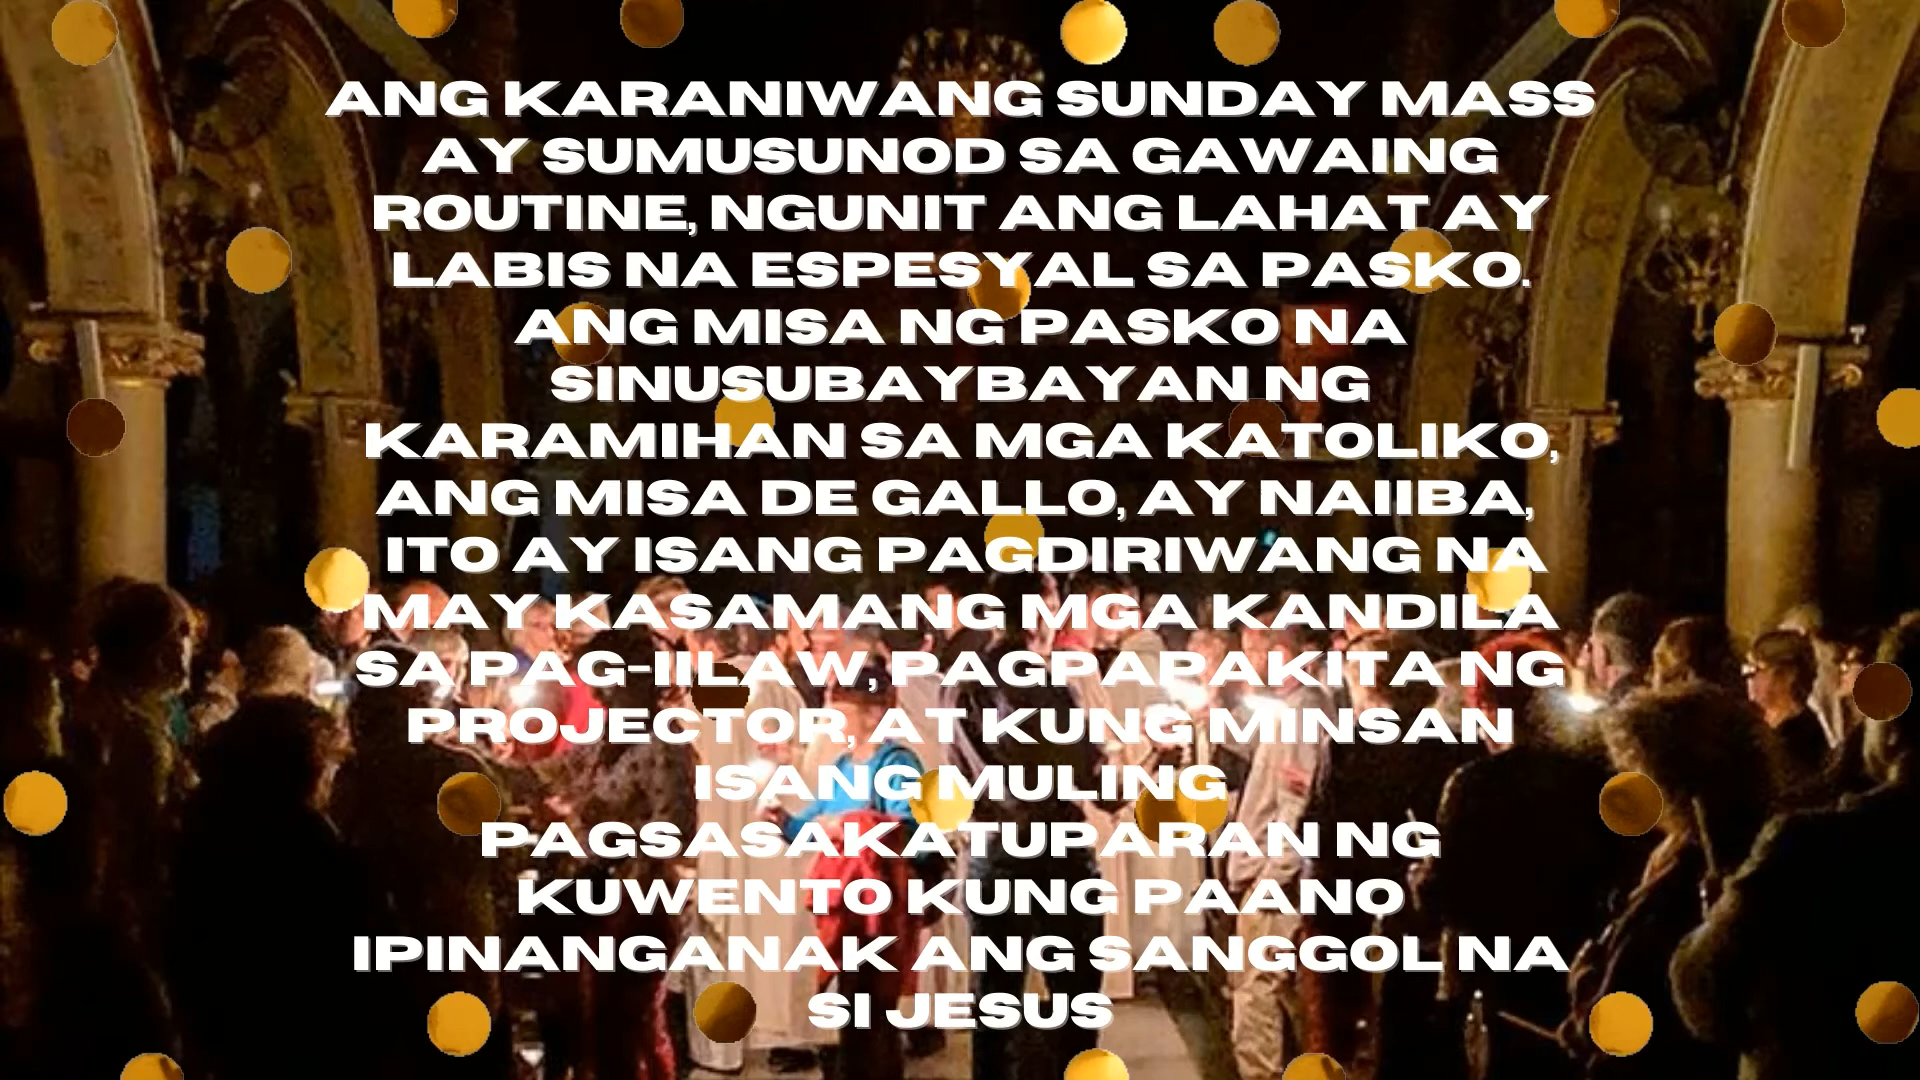 ANG KARANIWANG SUNDAY MASS
AY SUMUSUNOD SA GAWAING
ROUTINE, NGUNIT ANG LAHAT AY
LABIS NA ESPESYAL SA PASKO.
ANG MISA NG PASKO NA
SINUSUBAYBAYAN NG
KARAMIHAN SA MGA KATOLIKO,
ANG MISA DE GALLO, AY NAIIBA,
ITO AY ISANG PAGDIRIWANG NA
MAY KASAMANG MGA KANDILA
SA PAG-IILAW, PAGPAPAKITA NG
PROJECTOR, AT KUNG MINSAN
ISANG MULING
PAGSASAKATUPARAN NG
KUWENTO KUNG PAANO
IPINANGANAK ANG SANGGOL NA
SI JESUS